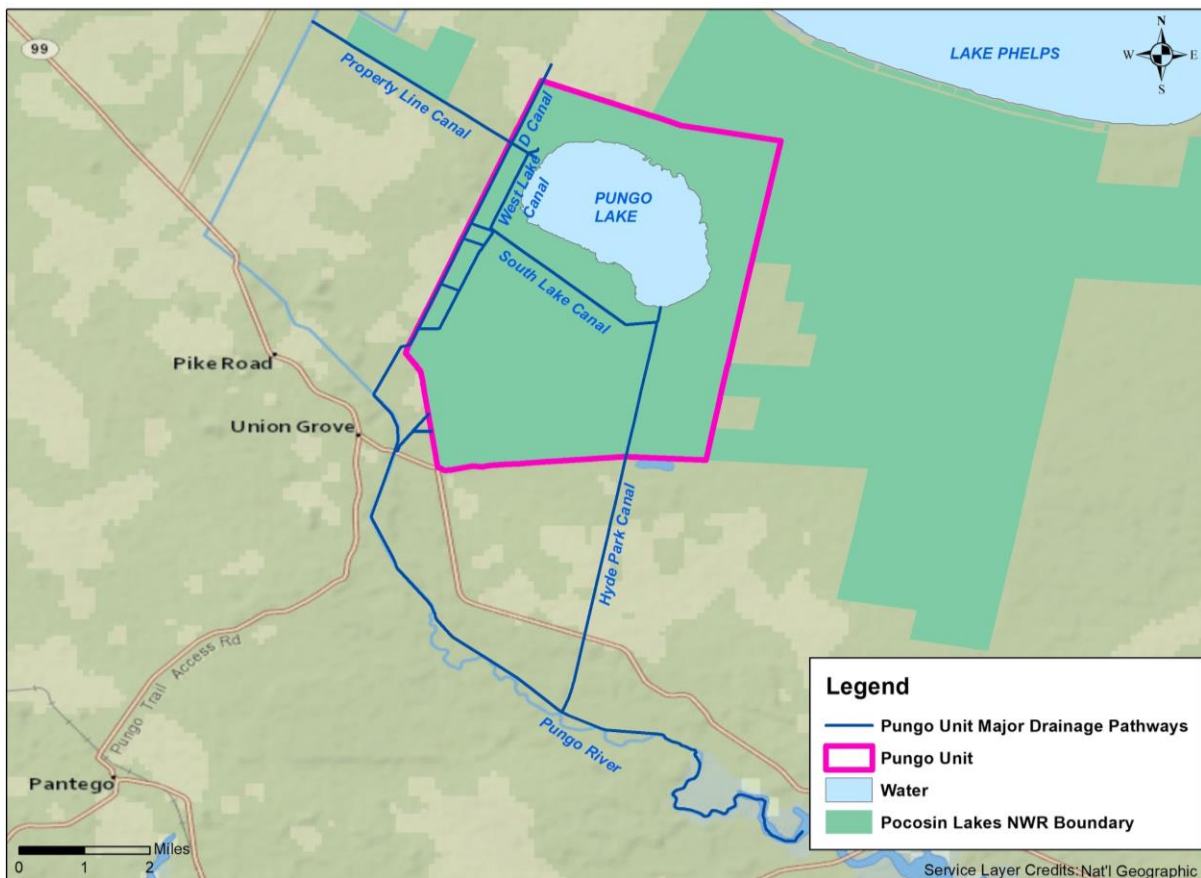 N
W E
S
LAKE PHELPS
99
Property Line Canal
D Canal
West Lake
Canal
PUNGO
LAKE
South Lake Canal
Pike Road
Union Grove
Hyde Park Canal
Pungo Trail Access Rd
Pungo River
Pantego
Miles
0 1 2
Legend
Pungo Unit Major Drainage Pathways
Pungo Unit
Water
Pocosin Lakes NWR Boundary
Service Layer Credits: Nat'l Geographic